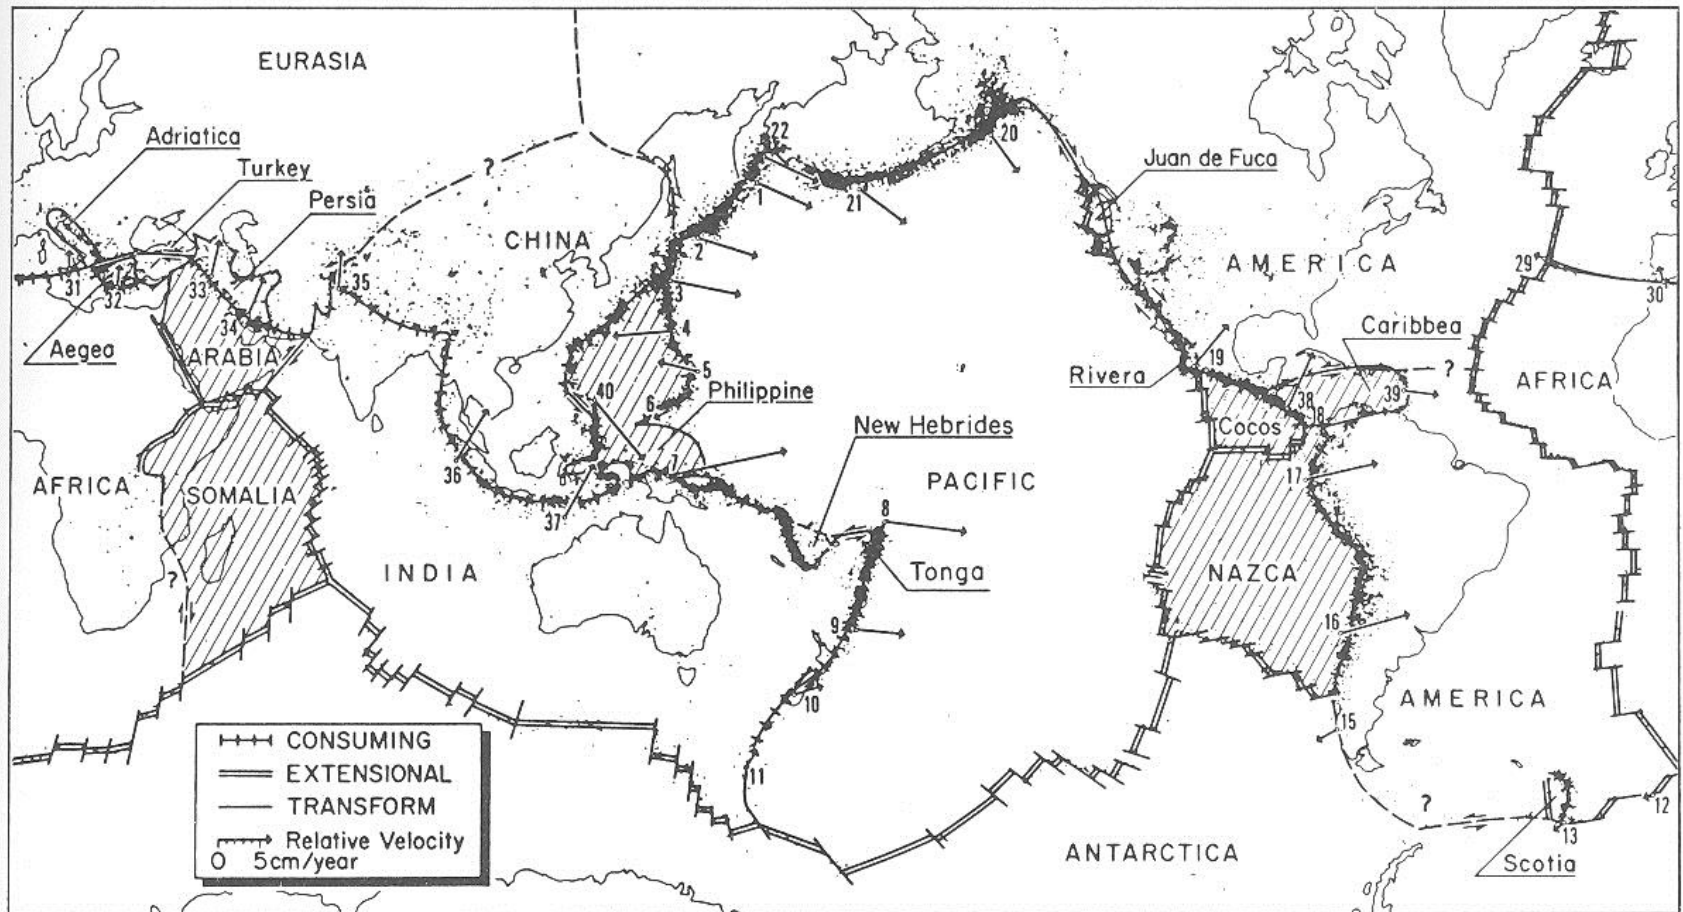 EURASIA
Adriatica
Turkey
Persia
?
22
20
1
21
Juan de Fuca
CHINA
2
AMERICA
29
30
31
32
33
35
3
34
4
Aegea
ARABIA
5
19
Rivera
Caribbea
?
AFRICA
40
6
Philippine
38
18
39
Cocos
New Hebrides
36
7
17
AFRICA
SOMALIA
PACIFIC
37
8
INDIA
Tonga
NAZCA
?
9
16
10
AMERICA
15
11
CONSUMING
EXTENSIONAL
TRANSFORM
Relative Velocity
0 5cm/year
?
12
13
ANTARCTICA
Scotia